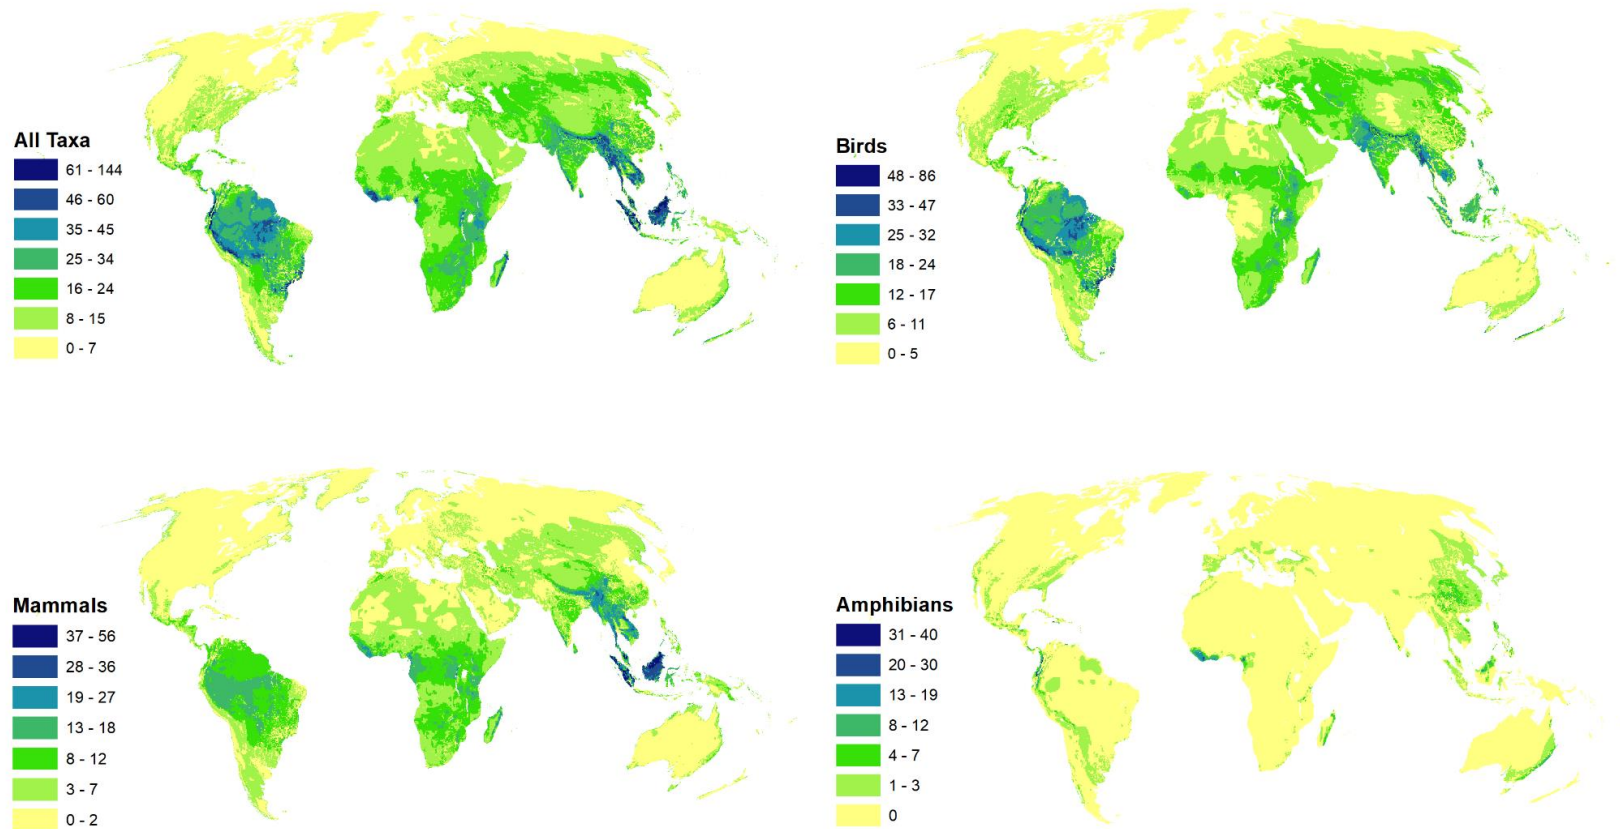 All Taxa
61 - 144
46 - 60
35 - 45
25 - 34
16 - 24
8 - 15
0 - 7
Birds
48 - 86
33 - 47
25 - 32
18 - 24
12 - 17
6 - 11
0 - 5
Mammals
37 - 56
28 - 36
19 - 27
13 - 18
8 - 12
3 - 7
0 - 2
Amphibians
31 - 40
20 - 30
13 - 19
8 - 12
4 - 7
1 - 3
0